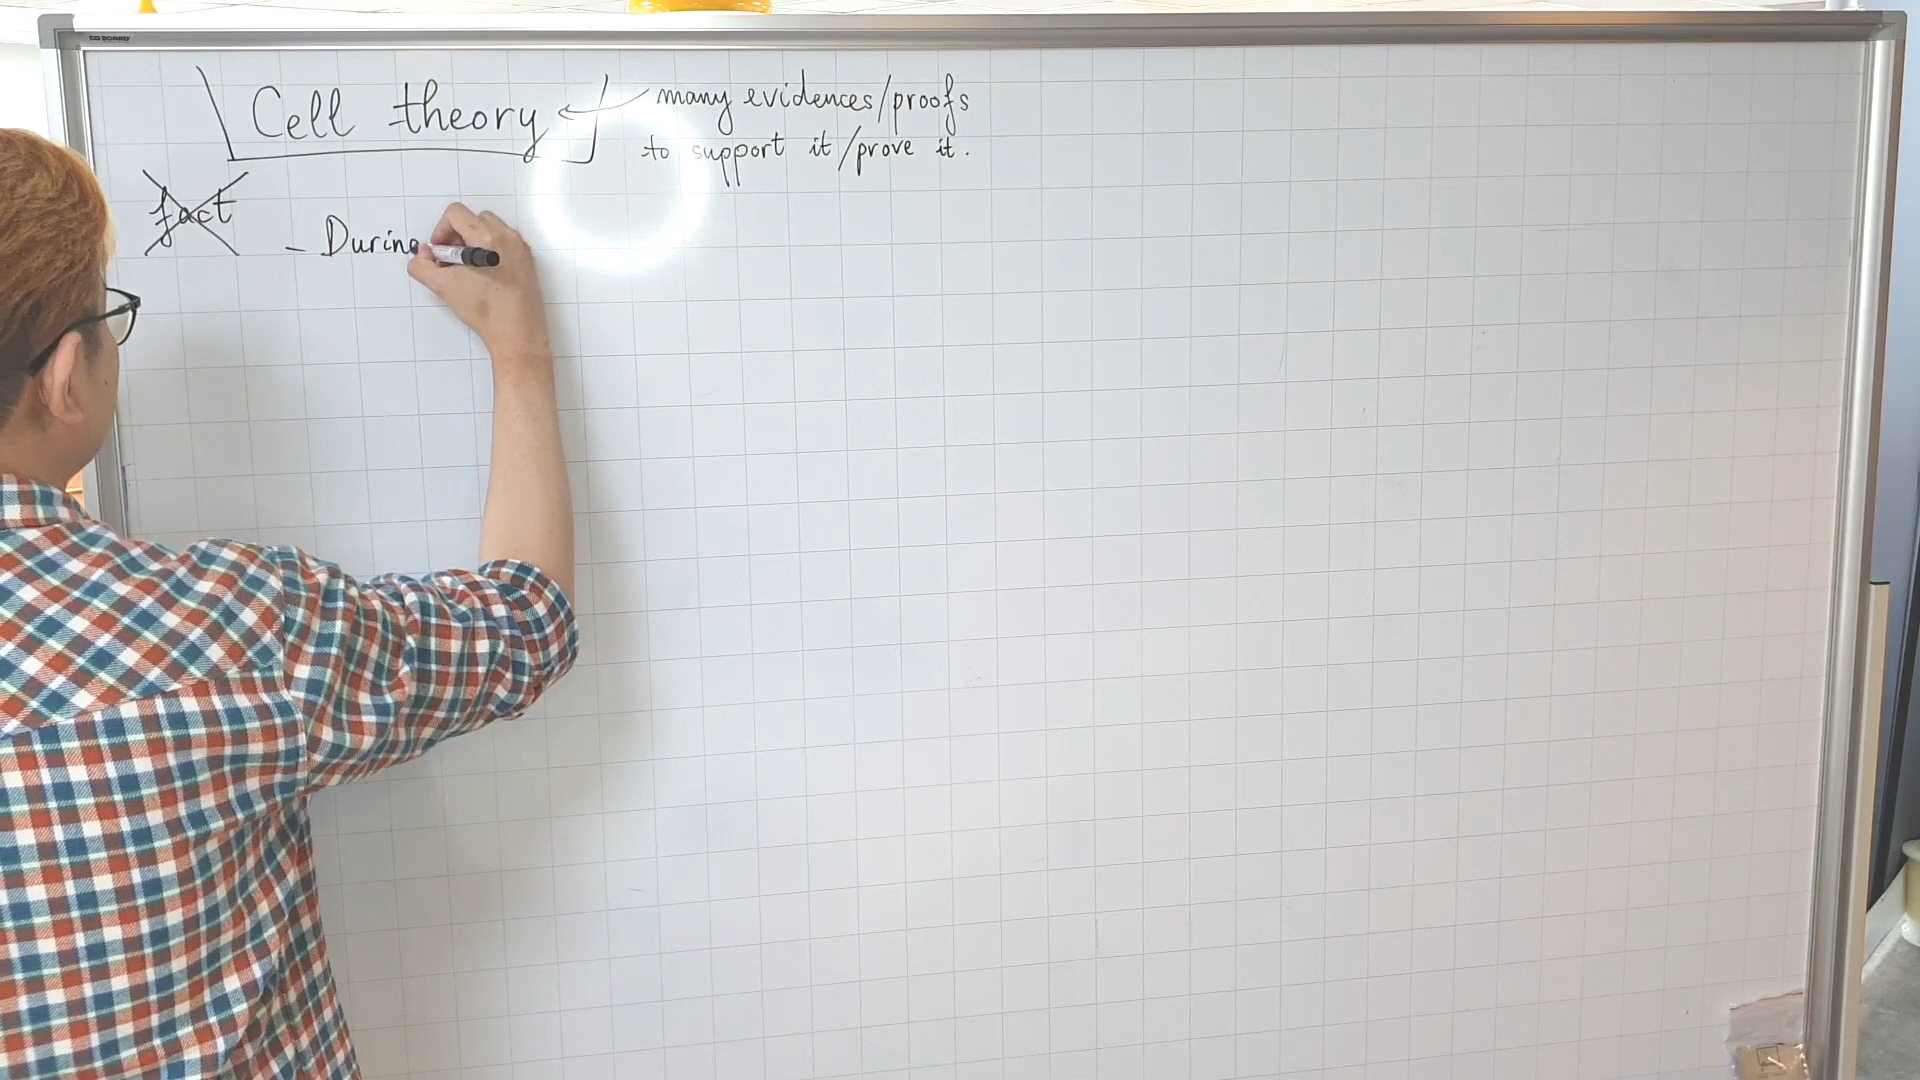 Cell theory
many evidences/proofs
to support it/prove it.
fact
- During